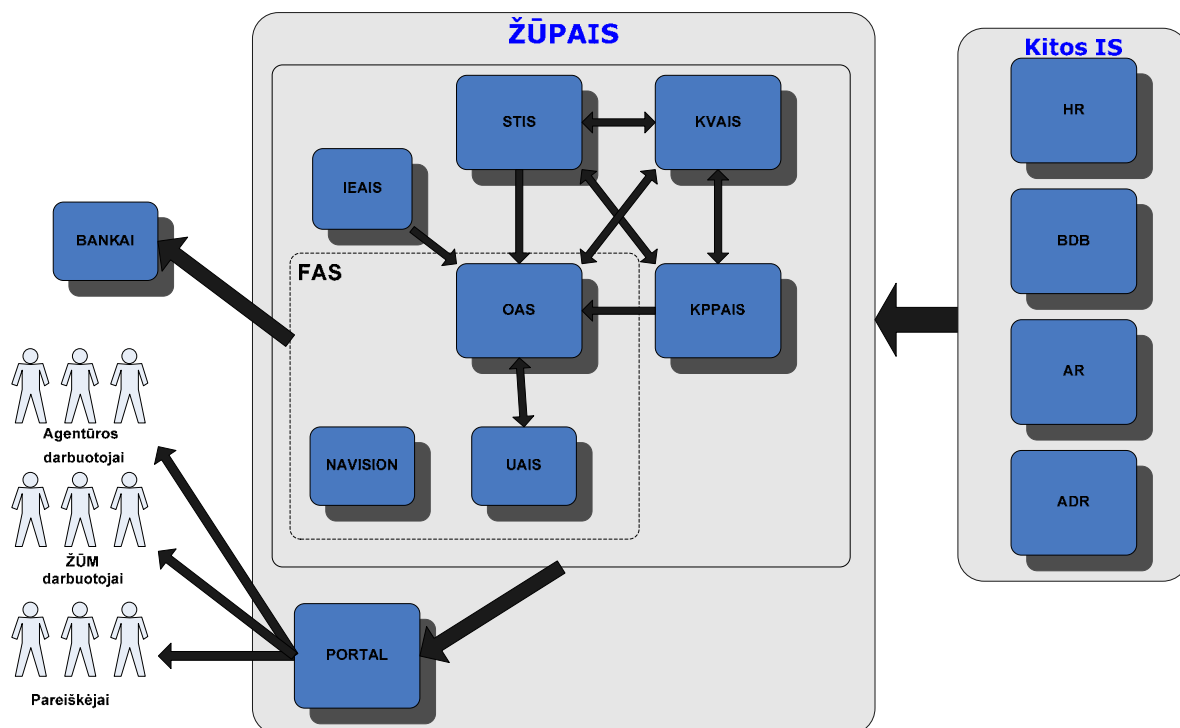 ŽŪPAIS
Kitos IS
STIS
KVAIS
HR
IEAIS
BANKAI
BDB
FAS
OAS
KPPAIS
AR
Agentūros
darbuotojai
NAVISION
UAIS
ADR
ŽŪM
darbuotojai
PORTAL
Pareiškėjai